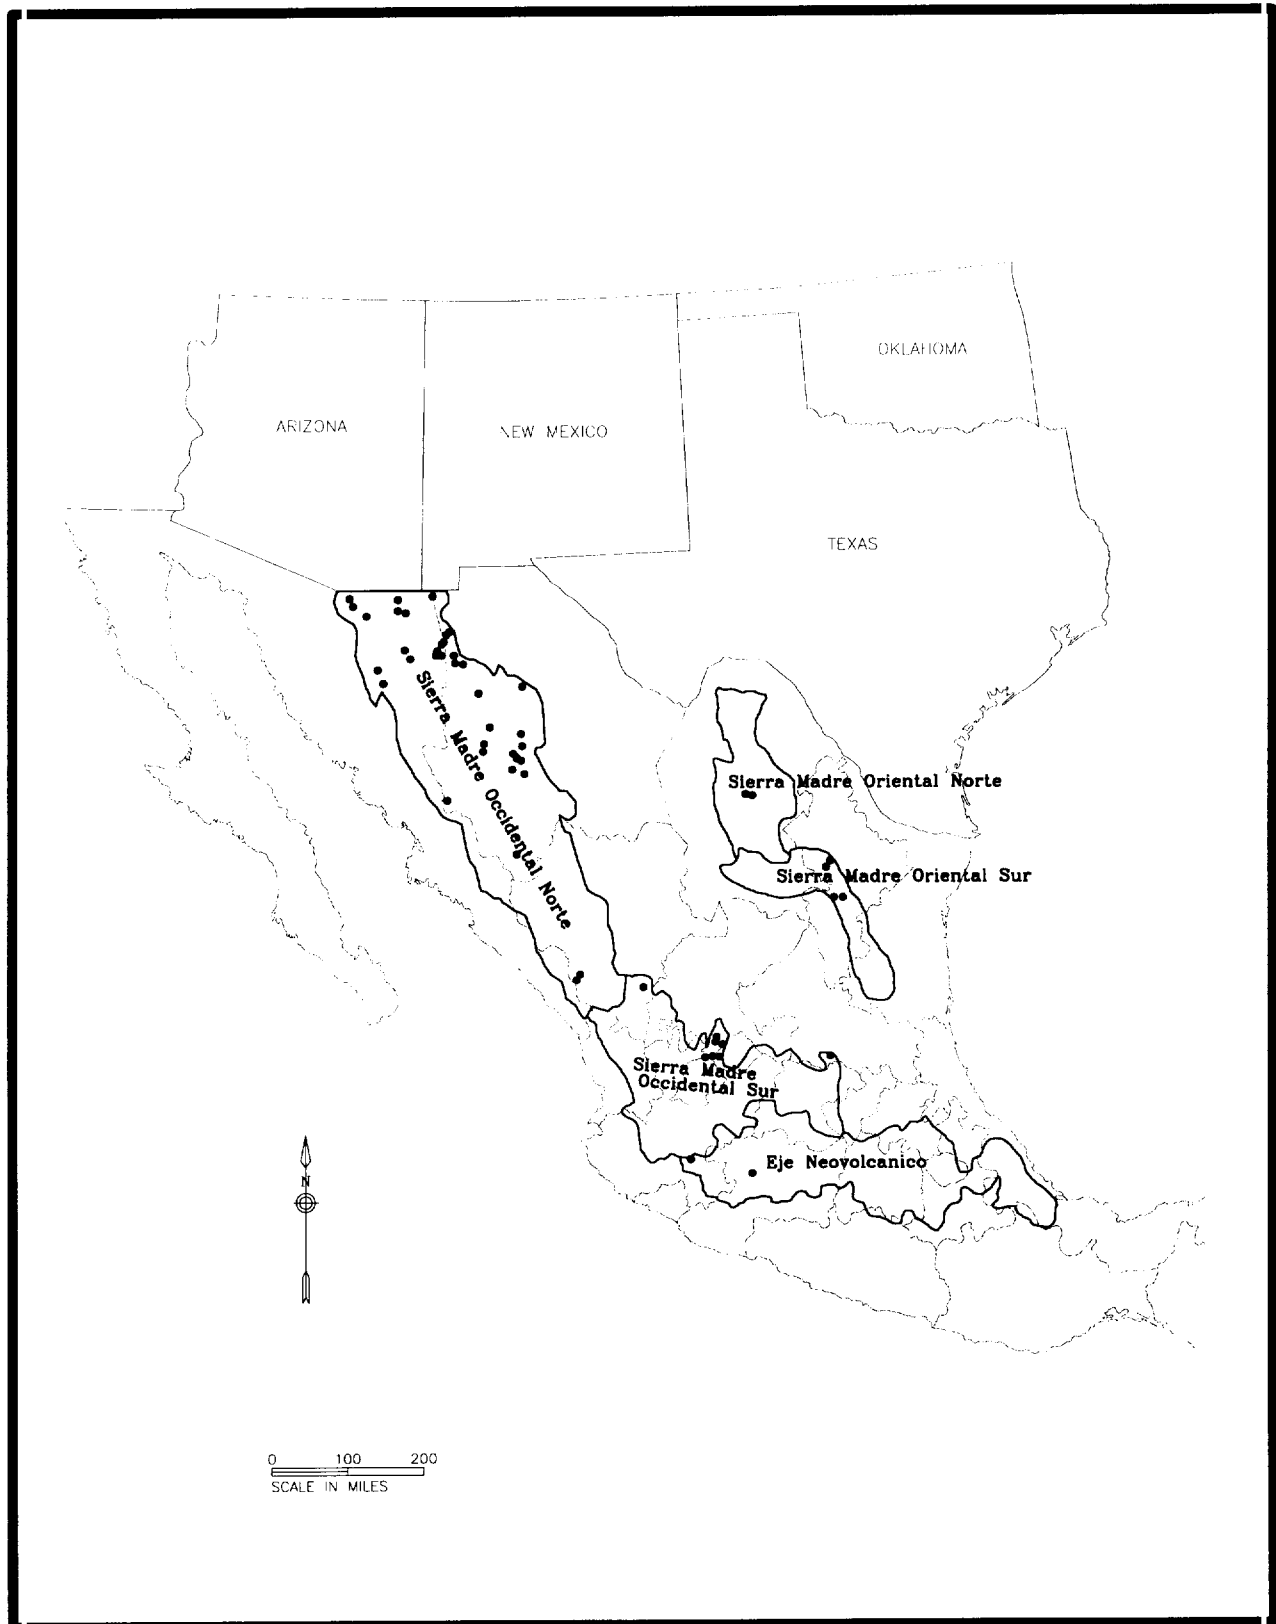 OKLAHOMA
ARIZONA
NEW MEXICO
TEXAS
Sierra Madre Occidental Norte
Sierra Madre Oriental Norte
Sierra Madre Oriental Sur
Sierra Madre
Occidental Sur
Eje Neovolcanico
N
0 100 200
SCALE IN MILES